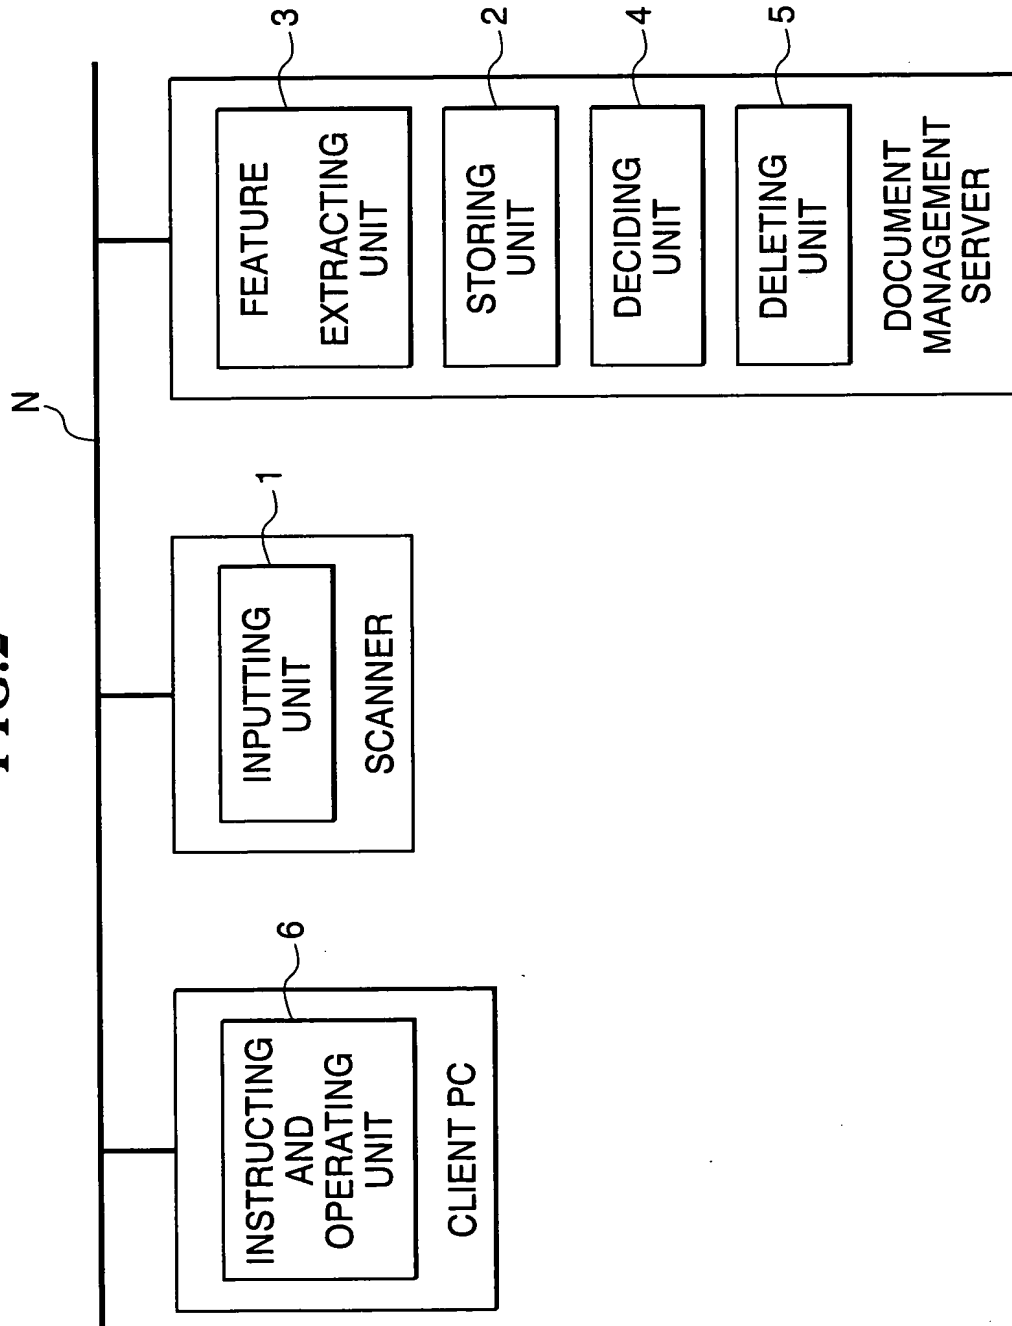 FIG.2
N
6
INSTRUCTING
AND
OPERATING
UNIT
CLIENT PC
1
INPUTTING
UNIT
SCANNER
3
FEATURE
EXTRACTING
UNIT
2
STORING
UNIT
4
DECIDING
UNIT
5
DELETING
UNIT
DOCUMENT
MANAGEMENT
SERVER